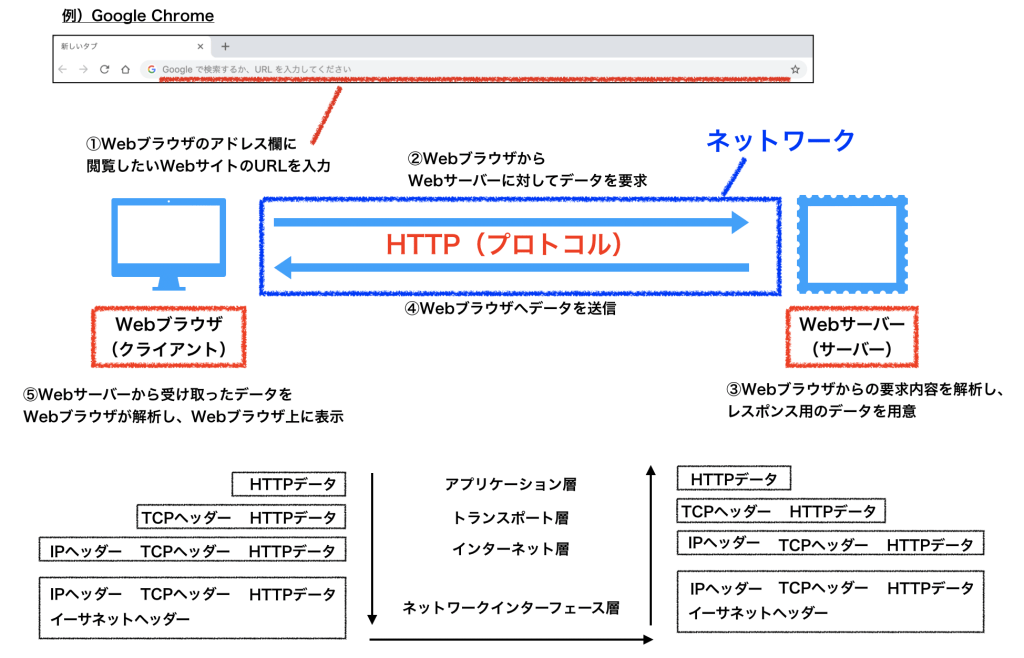 例）Google Chrome
新しいタブ
Google で検索するか、URL を入力してください
①Webブラウザのアドレス欄に
閲覧したいWebサイトのURLを入力
②Webブラウザから
Webサーバーに対してデータを要求
ネットワーク
HTTP（プロトコル）
④Webブラウザへデータを送信
Webブラウザ
（クライアント）
Webサーバー
（サーバー）
⑤Webサーバーから受け取ったデータを
Webブラウザが解析し、Webブラウザ上に表示
③Webブラウザからの要求内容を解析し、
レスポンス用のデータを用意
HTTPデータ
アプリケーション層
HTTPデータ
TCPヘッダー HTTPデータ
トランスポート層
TCPヘッダー HTTPデータ
IPヘッダー TCPヘッダー HTTPデータ
インターネット層
IPヘッダー TCPヘッダー HTTPデータ
IPヘッダー TCPヘッダー HTTPデータ
イーサネットヘッダー
ネットワークインターフェース層
IPヘッダー TCPヘッダー HTTPデータ
イーサネットヘッダー